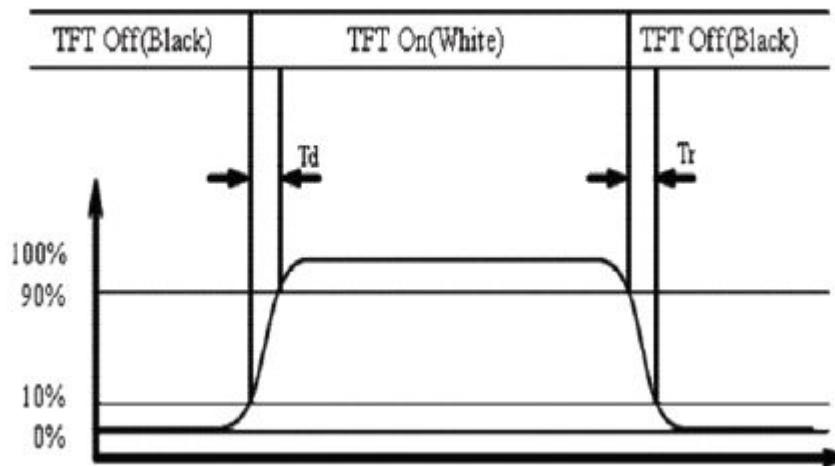 TFT Off(Black) TFT On(White) TFT Off(Black)
Td Tr
100%
90%
10%
0%